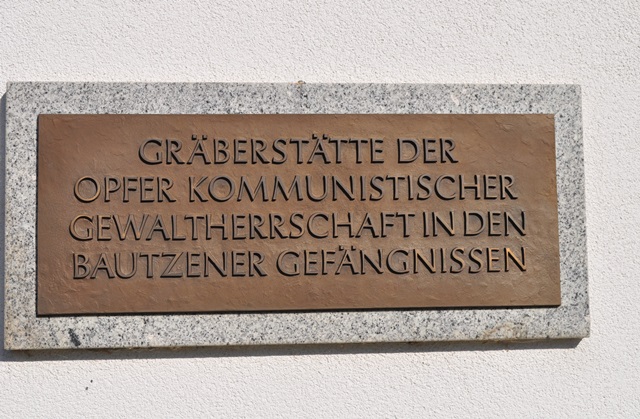 GRÄBERSTÄTTE DER
OPFER KOMMUNISTISCHER
GEWALTHERRSCHAFT IN DEN
BAUTZENER GEFÄNGNISSEN